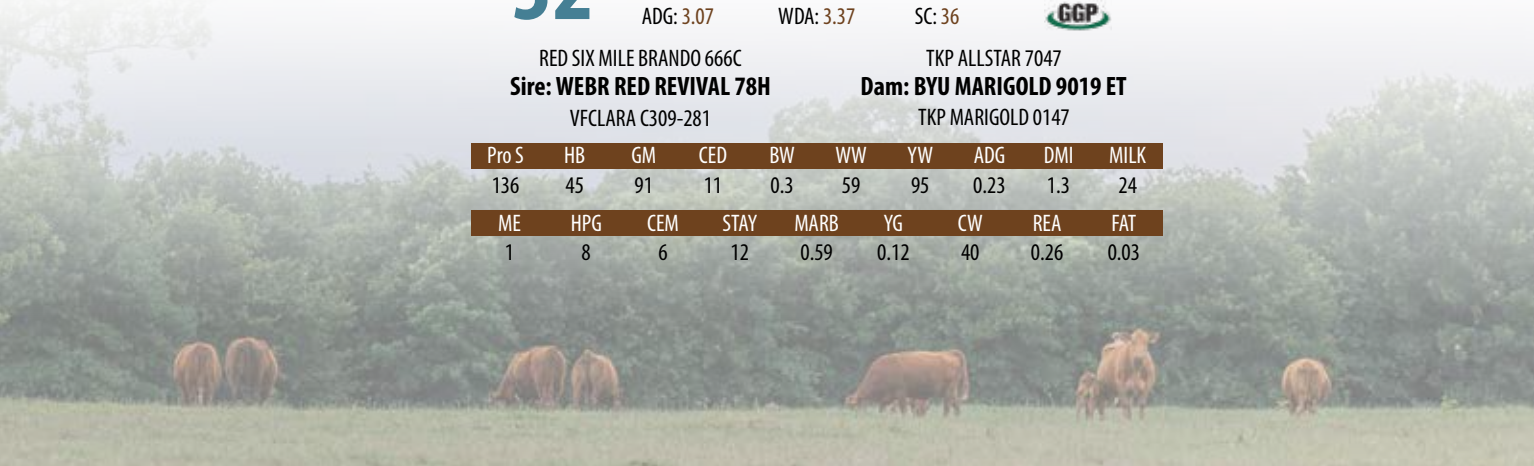 ADG: 3.07 WDA: 3.37 SC: 36 GGP
RED SIX MILE BRANDO 666C TKP ALLSTAR 7047
Sire: WEBR RED REVIVAL 78H Dam: BYU MARIGOLD 9019 ET
VFCLARA C309-281 TKP MARIGOLD 0147
Pro S HB GM CED BW WW YW ADG DMI MILK
136 45 91 11 0.3 59 95 0.23 1.3 24
ME HPG CEM STAY MARB YG CW REA FAT
1 8 6 12 0.59 0.12 40 0.26 0.03